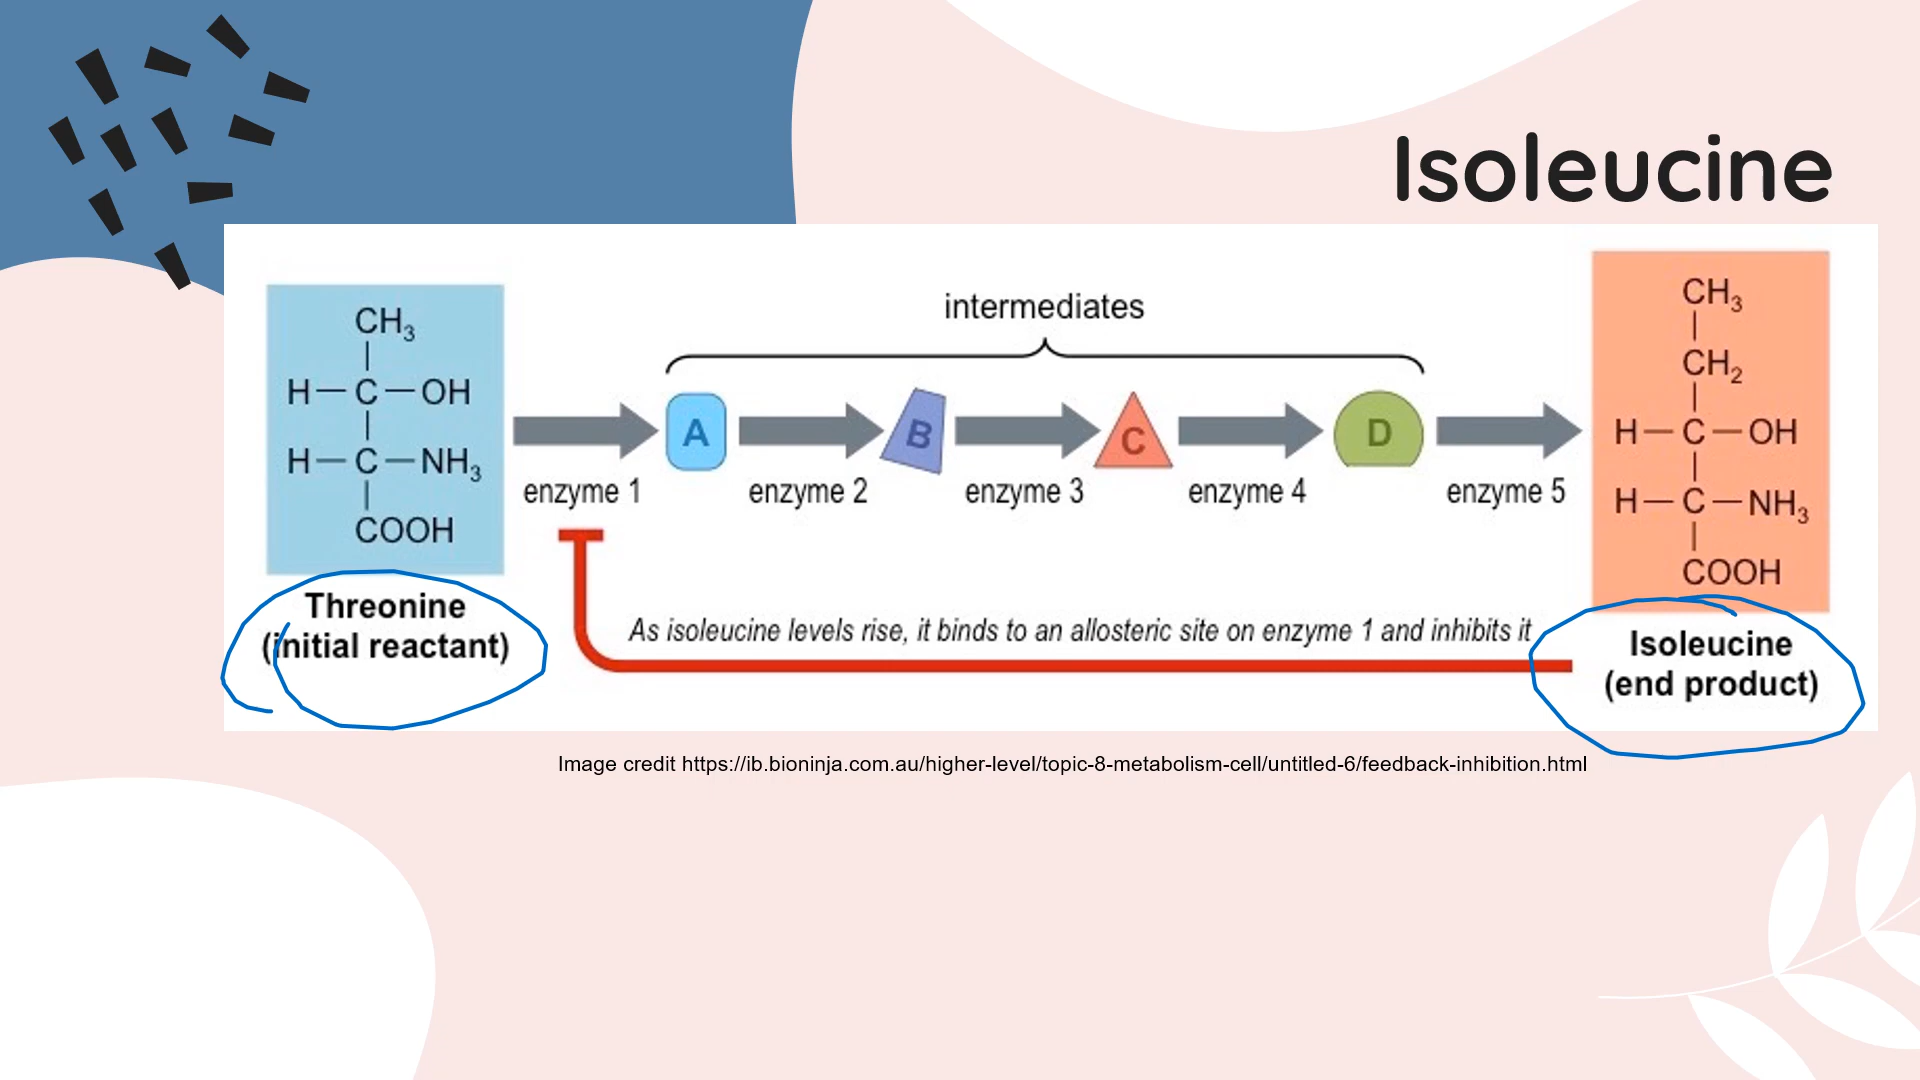 Isoleucine
intermediates
CH₃
H—C—OH
H—C—NH₃
COOH
A
B
C
D
enzyme 1
enzyme 2
enzyme 3
enzyme 4
enzyme 5
CH₃
CH₂
H—C—OH
H—C—NH₃
COOH
Threonine
(initial reactant)
As isoleucine levels rise, it binds to an allosteric site on enzyme 1 and inhibits it
Isoleucine
(end product)
Image credit https://ib.bioninja.com.au/higher-level/topic-8-metabolism-cell/untitled-6/feedback-inhibition.html